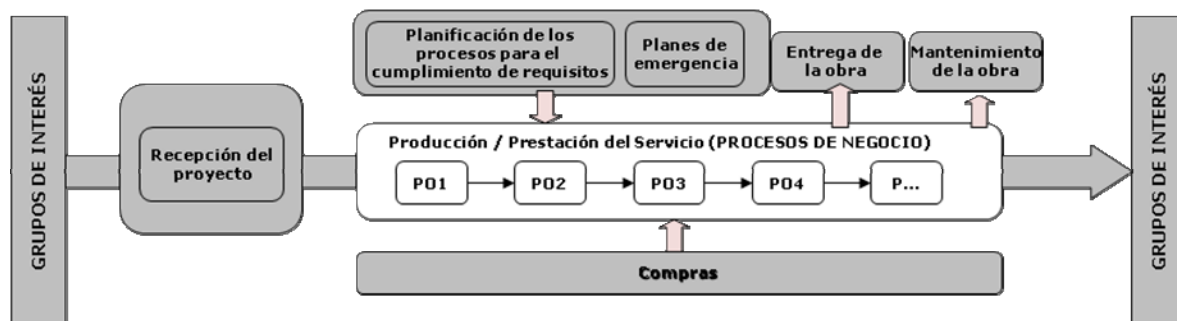 GRUPOS DE INTERÉS
Recepción del
proyecto
Planificación de los
procesos para el
cumplimiento de requisitos
Planes de
emergencia
Entrega de
la obra
Mantenimiento
de la obra
Producción / Prestación del Servicio (PROCESOS DE NEGOCIO)
PO1
PO2
PO3
PO4
P...
Compras
GRUPOS DE INTERÉS